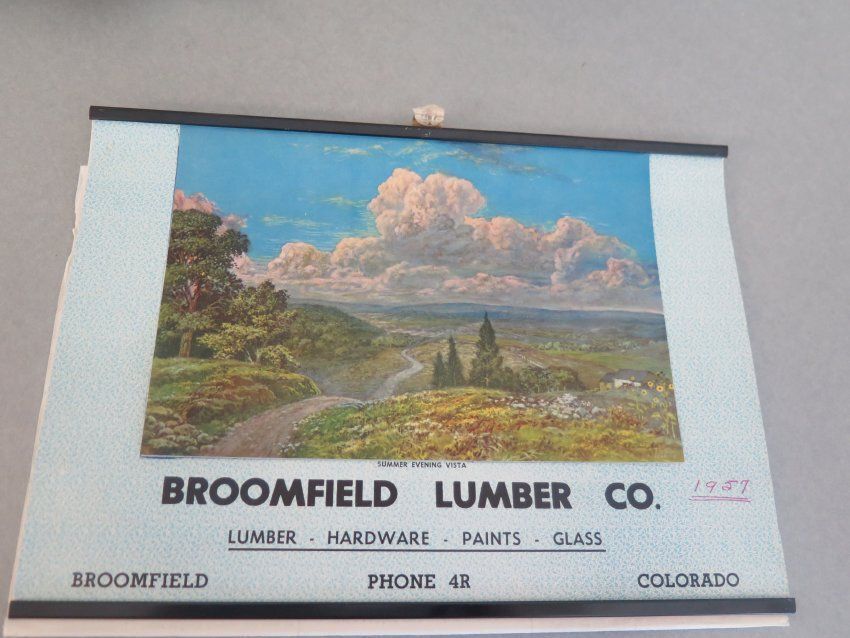 SUMMER EVENING VISTA
BROOMFIELD LUMBER CO. 1957
LUMBER - HARDWARE - PAINTS - GLASS
BROOMFIELD PHONE 4R COLORADO